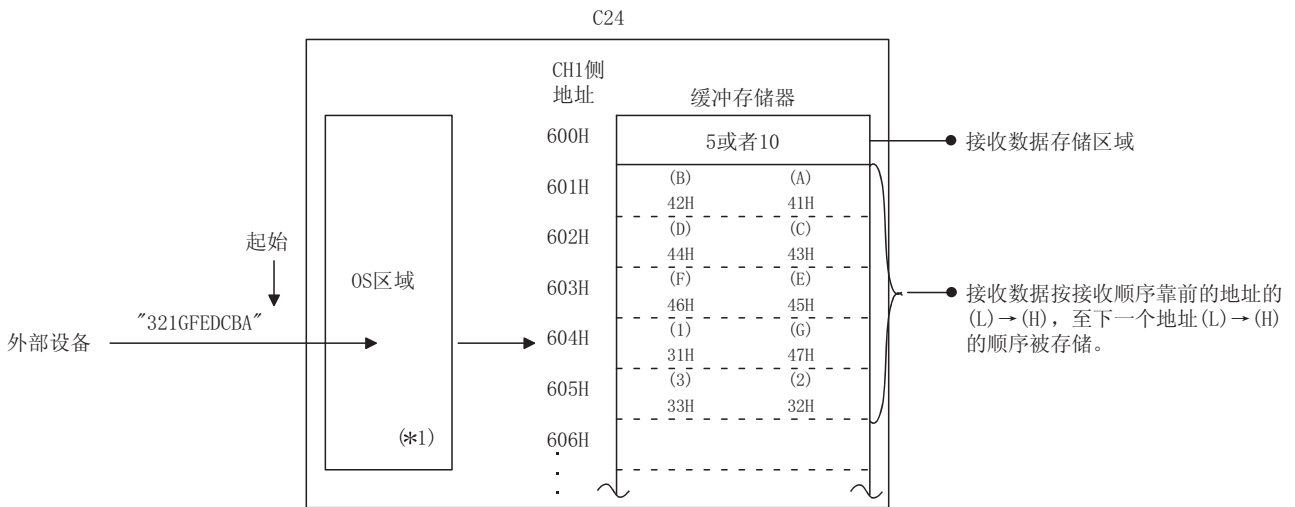 C24
CH1侧
地址
缓冲存储器
600H
5或者10
接收数据存储区域
601H
(B) (A)
42H 41H
602H
(D) (C)
44H 43H
603H
(F) (E)
46H 45H
604H
(1) (G)
31H 47H
605H
(3) (2)
33H 32H
606H
起始
OS区域
"321GFEDCBA"
外部设备
(*1)
接收数据按接收顺序靠前的地址的
(L)→(H), 至下一个地址(L)→(H)
的顺序被存储。